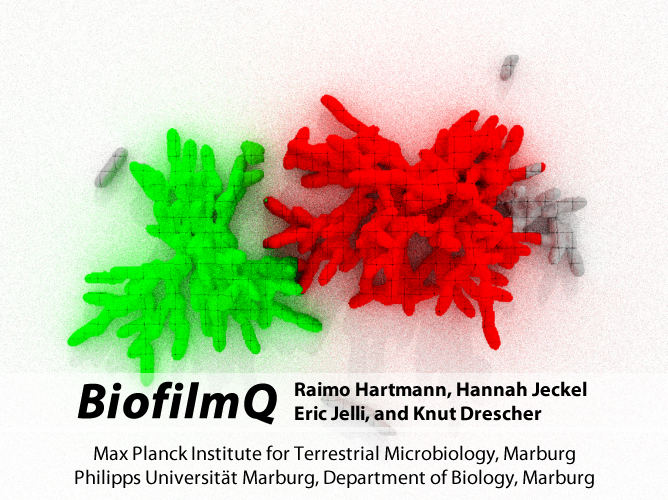 BiofilmQ
Raimo Hartmann, Hannah Jeckel
Eric Jelli, and Knut Drescher
Max Planck Institute for Terrestrial Microbiology, Marburg
Philipps Universität Marburg, Department of Biology, Marburg